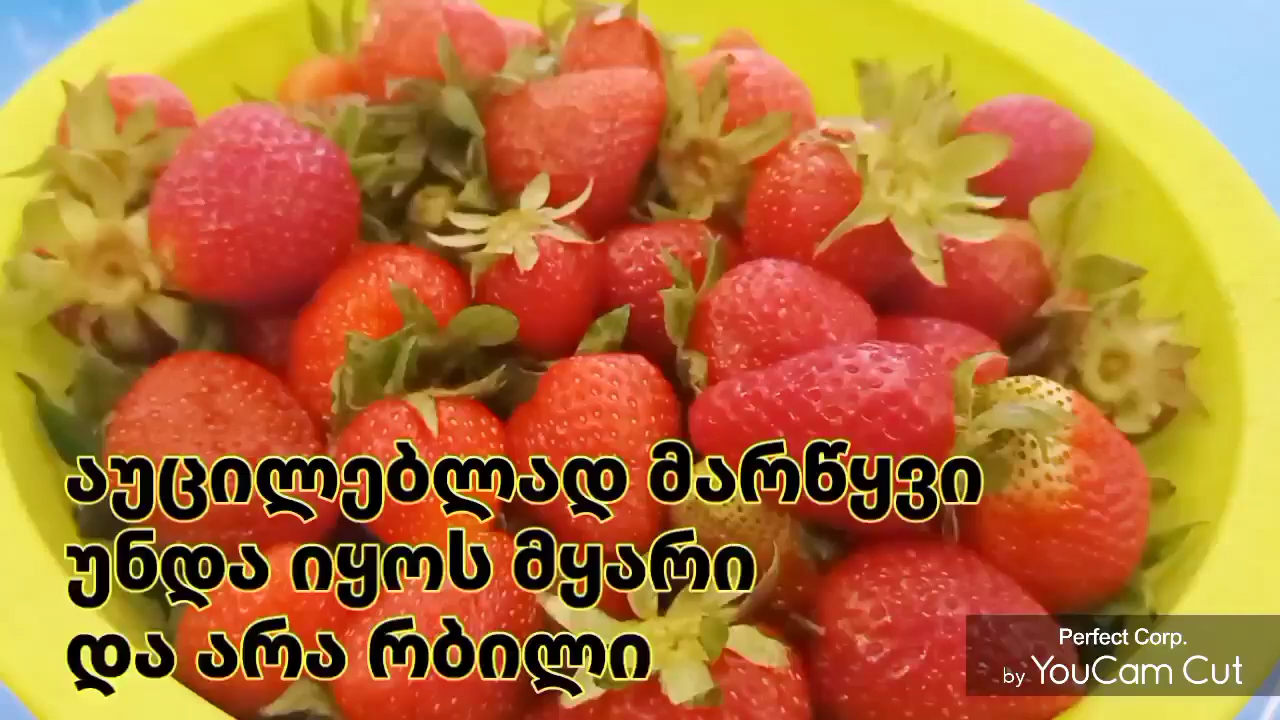 აუცილებლად მარწყვი
უნდა იყოს მყარი
და არა რბილი
Perfect Corp.
by YouCam Cut